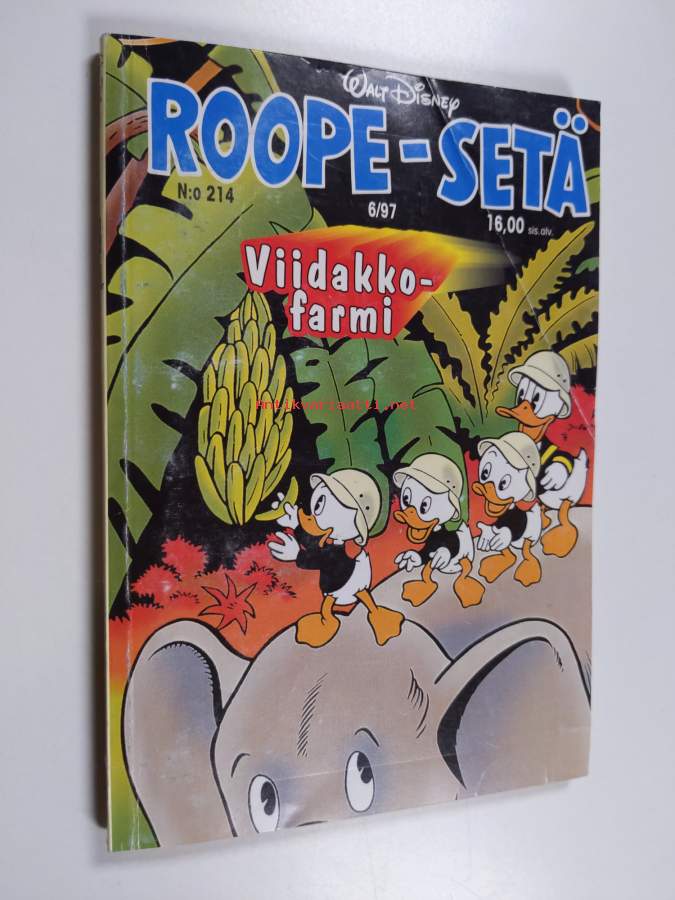 WALT DISNEY
ROOPE-SETÄ
N:o 214
6/97
16,00 sis.alv.
Viidakko-
farmi
Antikvariaatti.net